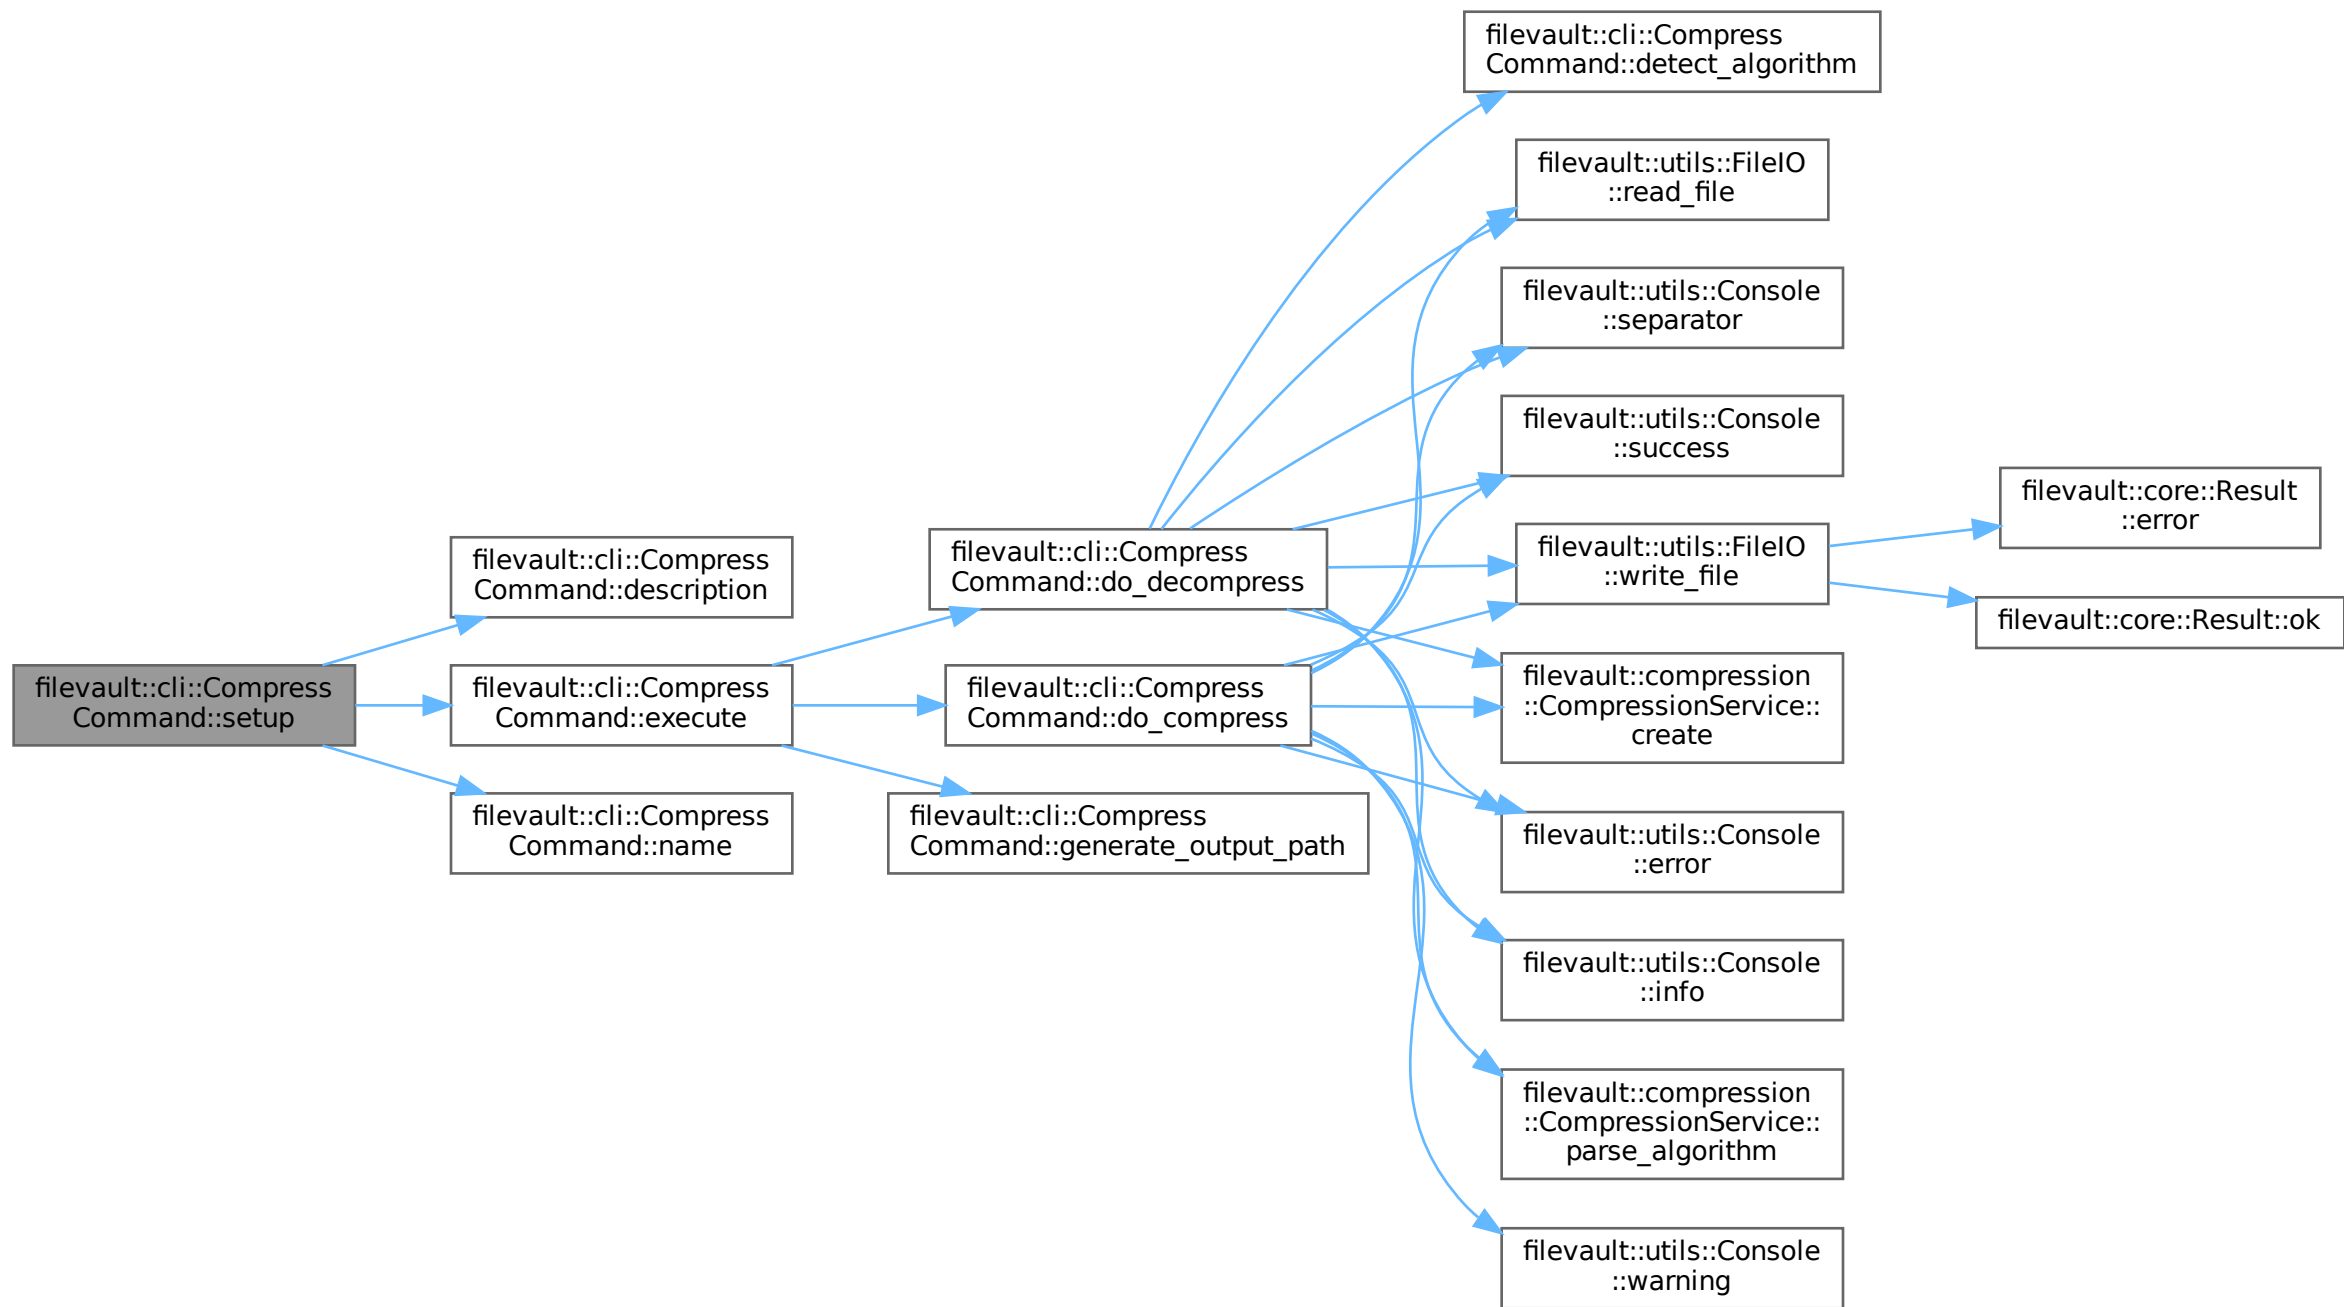 filevault::cli::Compress
Command::setup
filevault::cli::Compress
Command::description
filevault::cli::Compress
Command::execute
filevault::cli::Compress
Command::name
filevault::cli::Compress
Command::do_decompress
filevault::cli::Compress
Command::do_compress
filevault::cli::Compress
Command::generate_output_path
filevault::cli::Compress
Command::detect_algorithm
filevault::utils::FileIO
::read_file
filevault::utils::Console
::separator
filevault::utils::Console
::success
filevault::utils::FileIO
::write_file
filevault::compression
::CompressionService::
create
filevault::utils::Console
::error
filevault::utils::Console
::info
filevault::compression
::CompressionService::
parse_algorithm
filevault::utils::Console
::warning
filevault::core::Result
::error
filevault::core::Result::ok